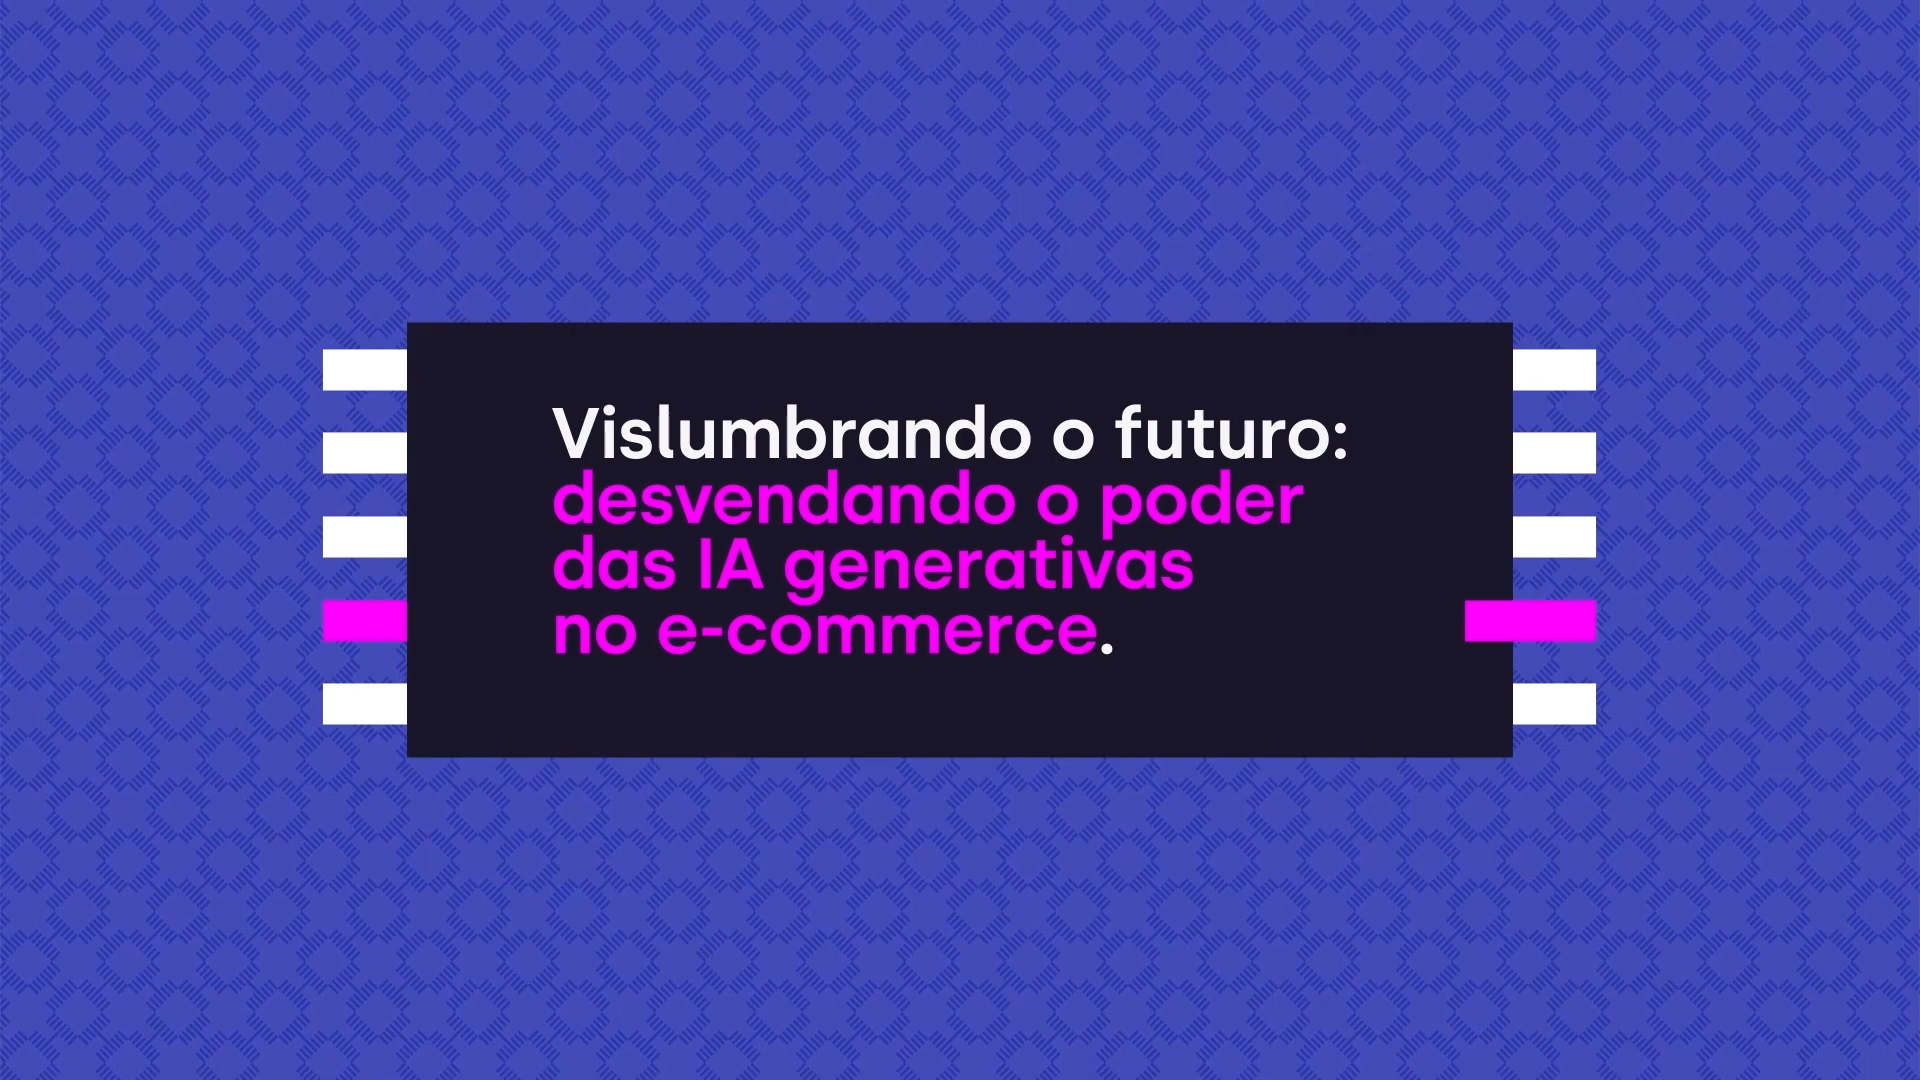 Vislumbrando o futuro:
desvendando o poder
das IA generativas
no e-commerce.